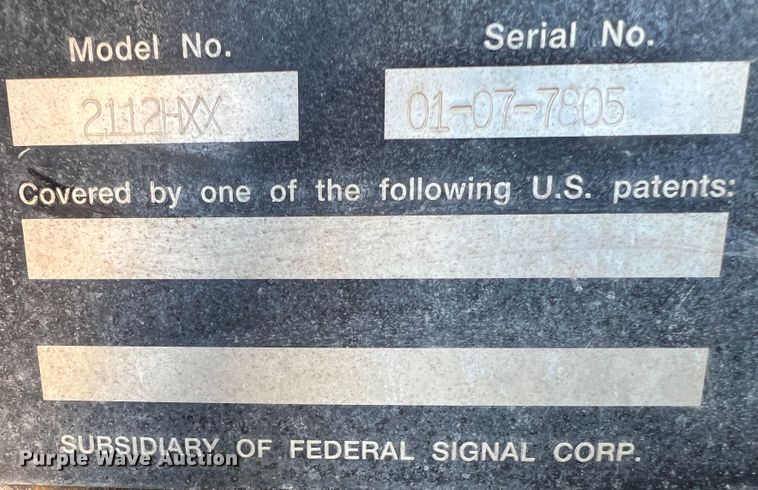 Model No. Serial No.
2112HXX 01-07-7805
Covered by one of the following U.S. patents:
SUBSIDIARY OF FEDERAL SIGNAL CORP.
Purple Wave Auction